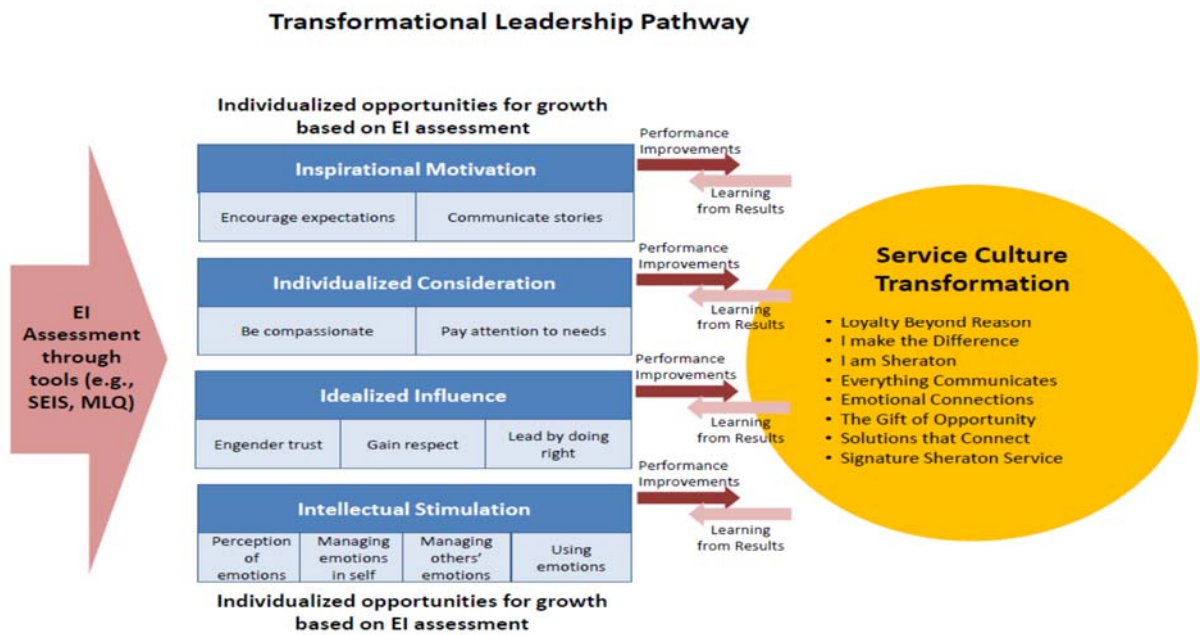 Transformational Leadership Pathway
Individualized opportunities for growth
based on EI assessment
EI
Assessment
through
tools (e.g.,
SEIS, MLQ)
Inspirational Motivation
Encourage expectations
Communicate stories
Performance
Improvements
Learning
from Results
Individualized Consideration
Be compassionate
Pay attention to needs
Performance
Improvements
Learning
from Results
Idealized Influence
Engender trust
Gain respect
Lead by doing
right
Performance
Improvements
Learning
from Results
Intellectual Stimulation
Perception
of
emotions
Managing
emotions
in self
Managing
others’
emotions
Using
emotions
Performance
Improvements
Learning
from Results
Individualized opportunities for growth
based on EI assessment
Service Culture
Transformation
• Loyalty Beyond Reason
• I make the Difference
• I am Sheraton
• Everything Communicates
• Emotional Connections
• The Gift of Opportunity
• Solutions that Connect
• Signature Sheraton Service